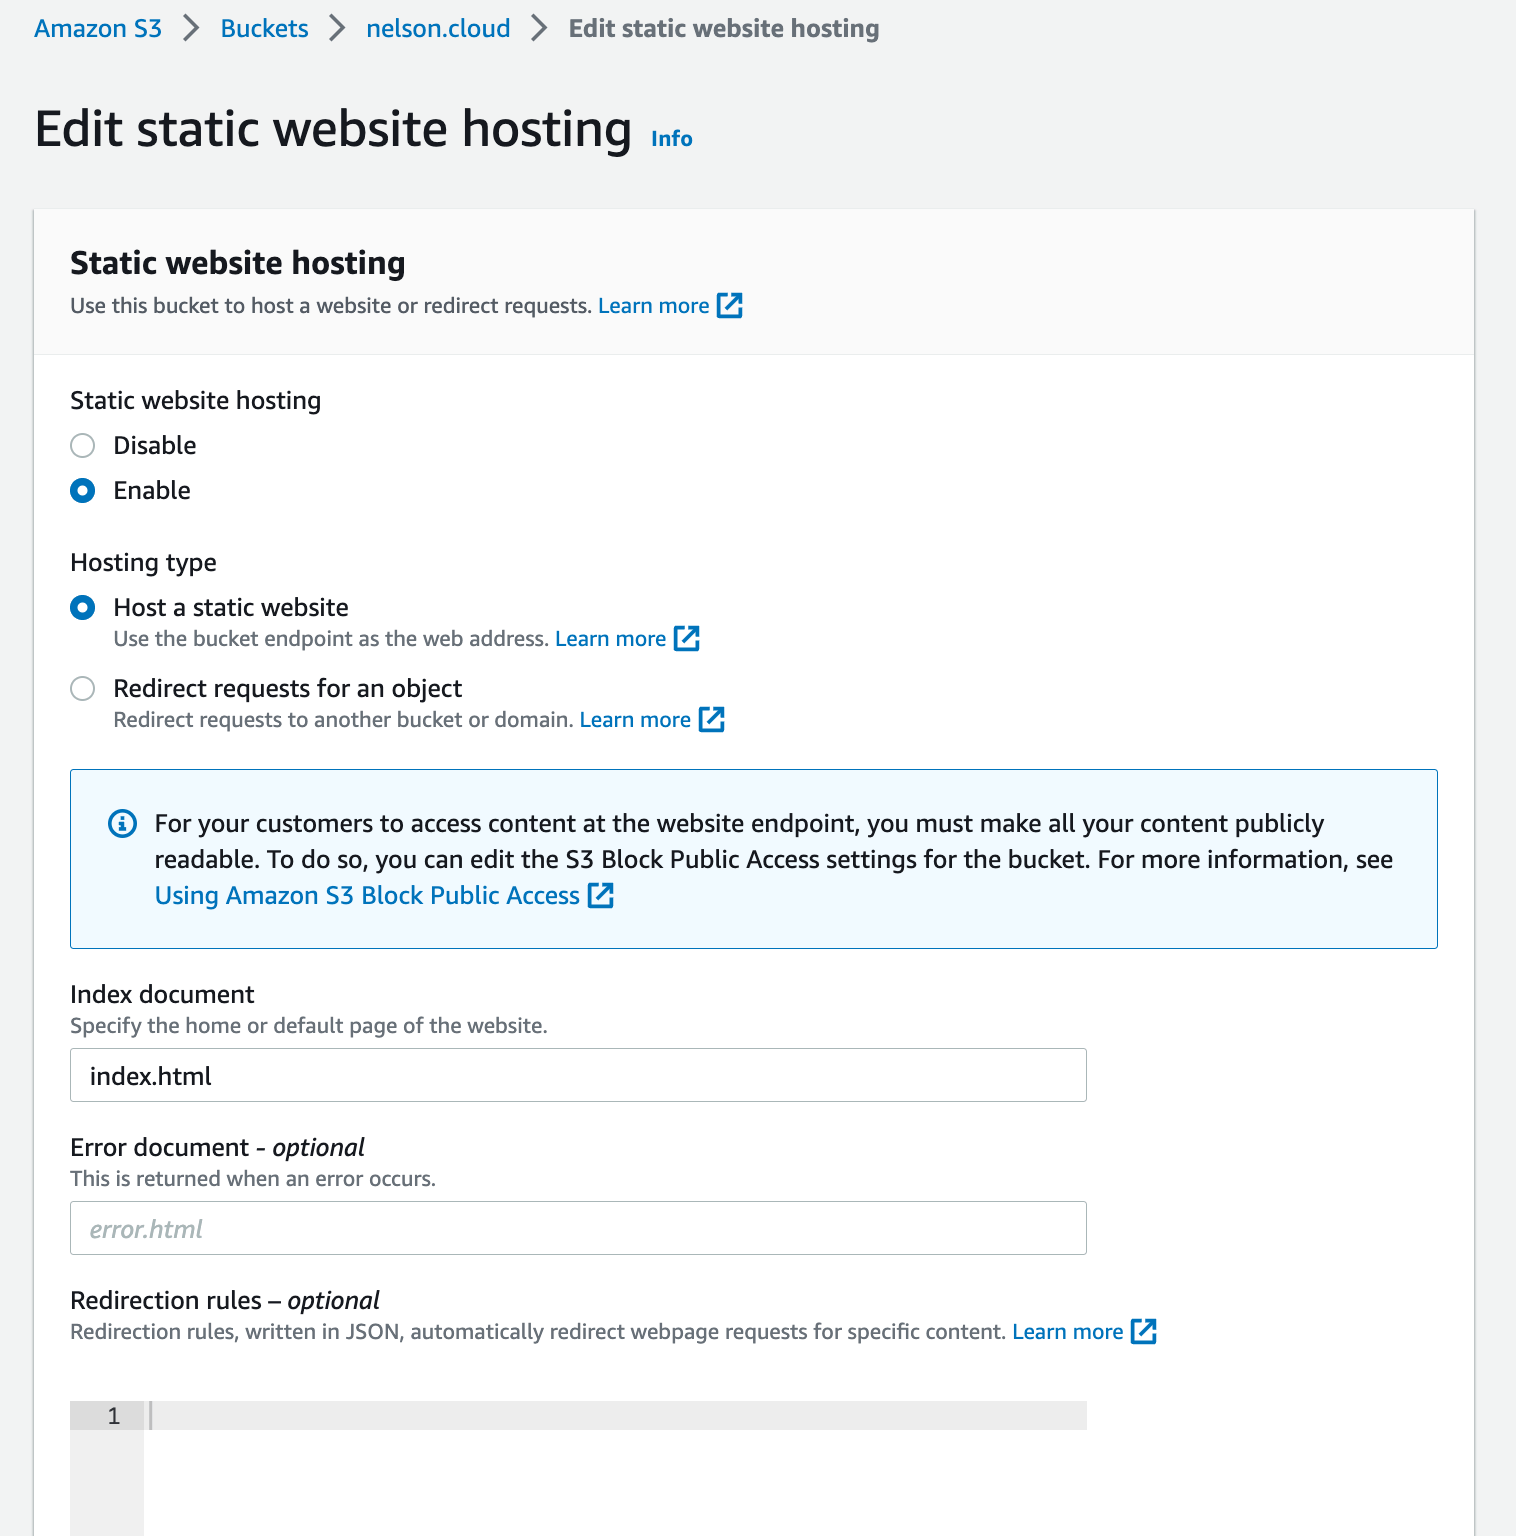 Amazon S3 > Buckets > nelson.cloud > Edit static website hosting
Edit static website hosting Info
Static website hosting
Use this bucket to host a website or redirect requests. Learn more
Static website hosting
Disable
Enable
Hosting type
Host a static website
Use the bucket endpoint as the web address. Learn more
Redirect requests for an object
Redirect requests to another bucket or domain. Learn more
For your customers to access content at the website endpoint, you must make all your content publicly
readable. To do so, you can edit the S3 Block Public Access settings for the bucket. For more information, see
Using Amazon S3 Block Public Access
Index document
Specify the home or default page of the website.
index.html
Error document - optional
This is returned when an error occurs.
error.html
Redirection rules – optional
Redirection rules, written in JSON, automatically redirect webpage requests for specific content. Learn more
1